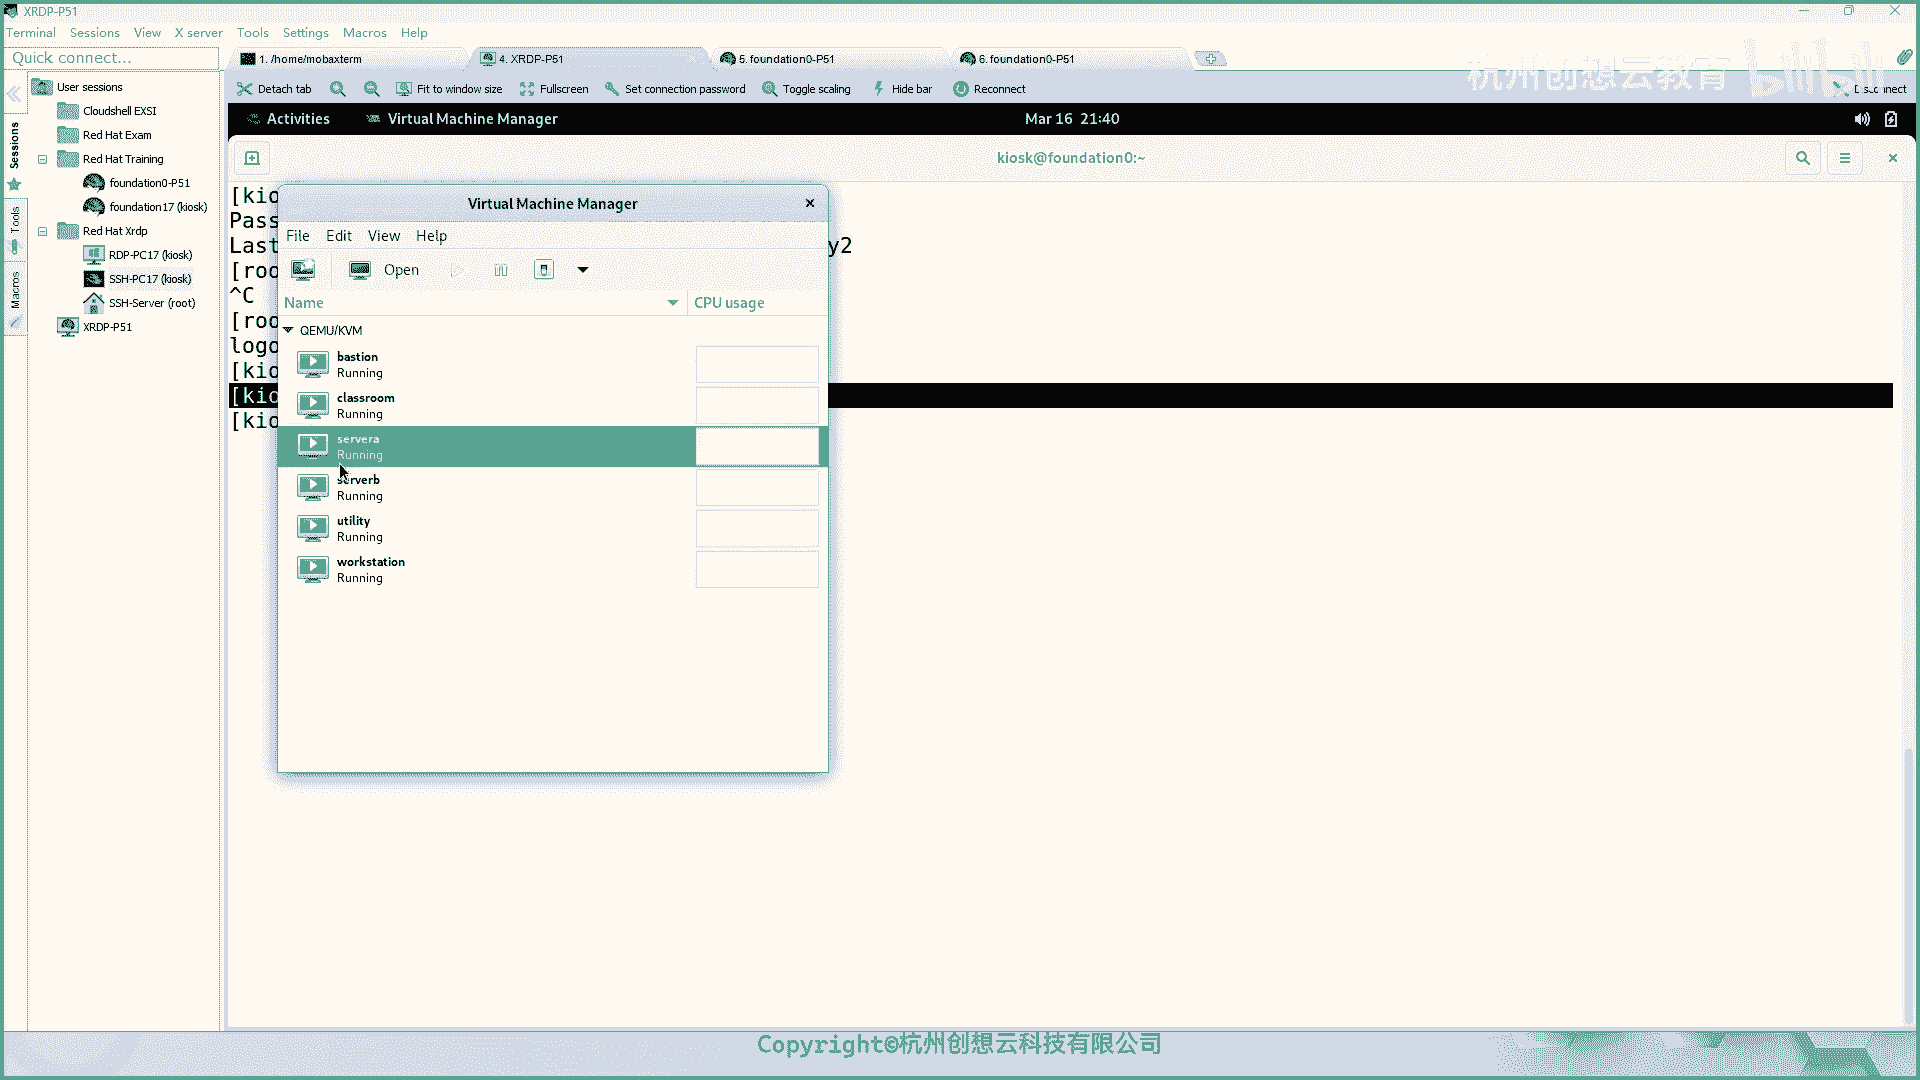 XRDP-P51
Terminal Sessions View X server Tools Settings Macros Help
Quick connect...
1. /home/mobaxterm
4. XRDP-P51
5. foundation0-P51
6. foundation0-P51
杭州创想云教育 bilibili
Detach tab Fit to window size Fullscreen Set connection password Toggle scaling Hide bar Reconnect
Sessions
Tools
Macros
User sessions
Cloudshell EXSI
Red Hat Exam
Red Hat Training
foundation0-P51
foundation17 (kiosk)
Red Hat Xrdp
RDP-PC17 (kiosk)
SSH-PC17 (kiosk)
SSH-Server (root)
XRDP-P51
Activities Virtual Machine Manager Mar 16 21:40
kiosk@foundation0:~
[kio
Pass
Last y2
[roo
^C
[roo
logo
[kio
[kio
[kio
Virtual Machine Manager
File Edit View Help
Open
Name CPU usage
QEMU/KVM
bastion
Running
classroom
Running
servera
Running
serverb
Running
utility
Running
workstation
Running
Copyright©杭州创想云科技有限公司